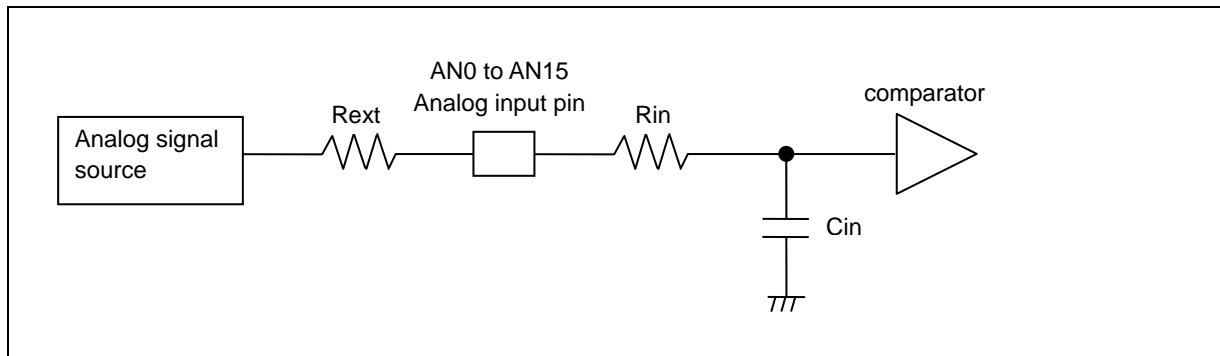 AN0 to AN15
Analog input pin
comparator
Rext
Rin
Analog signal
source
Cin